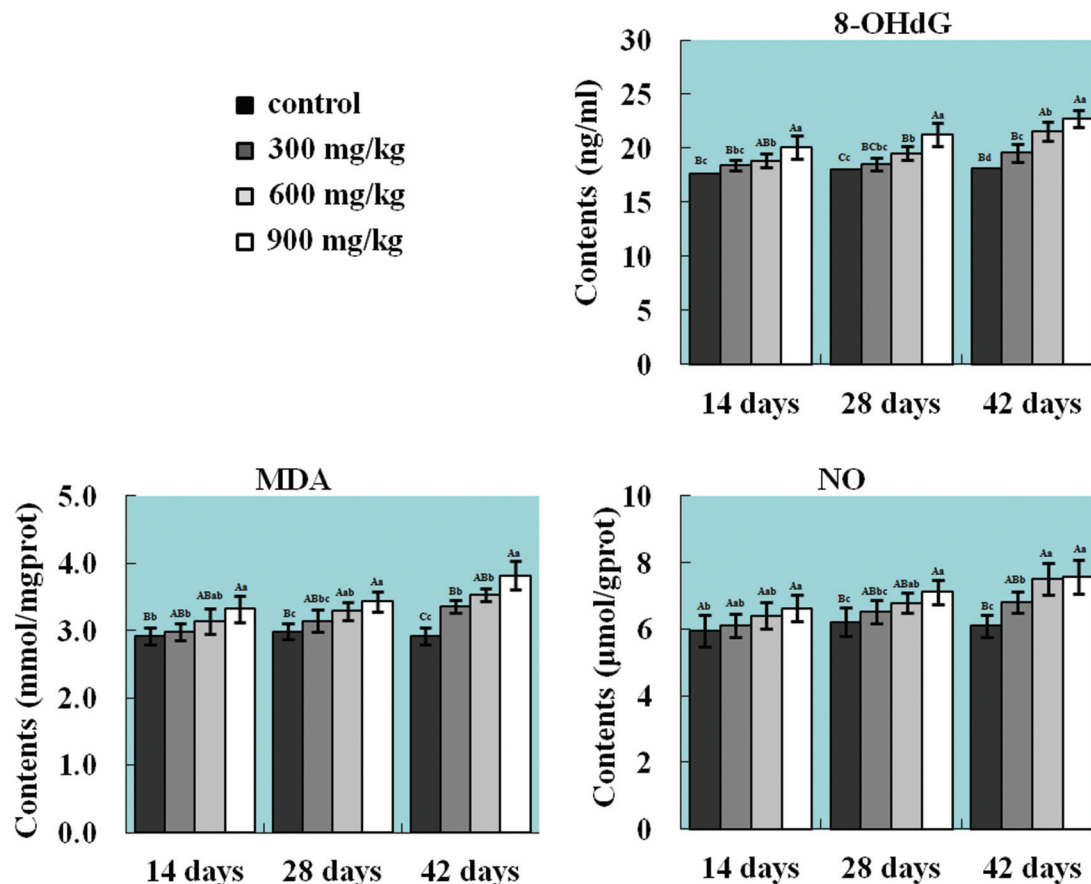 8-OHdG
control
300 mg/kg
600 mg/kg
900 mg/kg
Contents (ng/ml)
30
25
20
15
10
5
0
Bc Bbc ABb Aa Cc BCbc Bb Aa Bd Bc Ab Aa
14 days 28 days 42 days
MDA
Contents (mmol/mgprot)
5.0
4.0
3.0
2.0
1.0
0.0
Bb ABb ABab Aa Bc ABbc Aab Aa Cc Bb ABb Aa
14 days 28 days 42 days
NO
Contents (μmol/gprot)
10
8
6
4
2
0
Ab Aab Aab Aa Bc ABbc ABab Aa Bc ABb Aa Aa
14 days 28 days 42 days